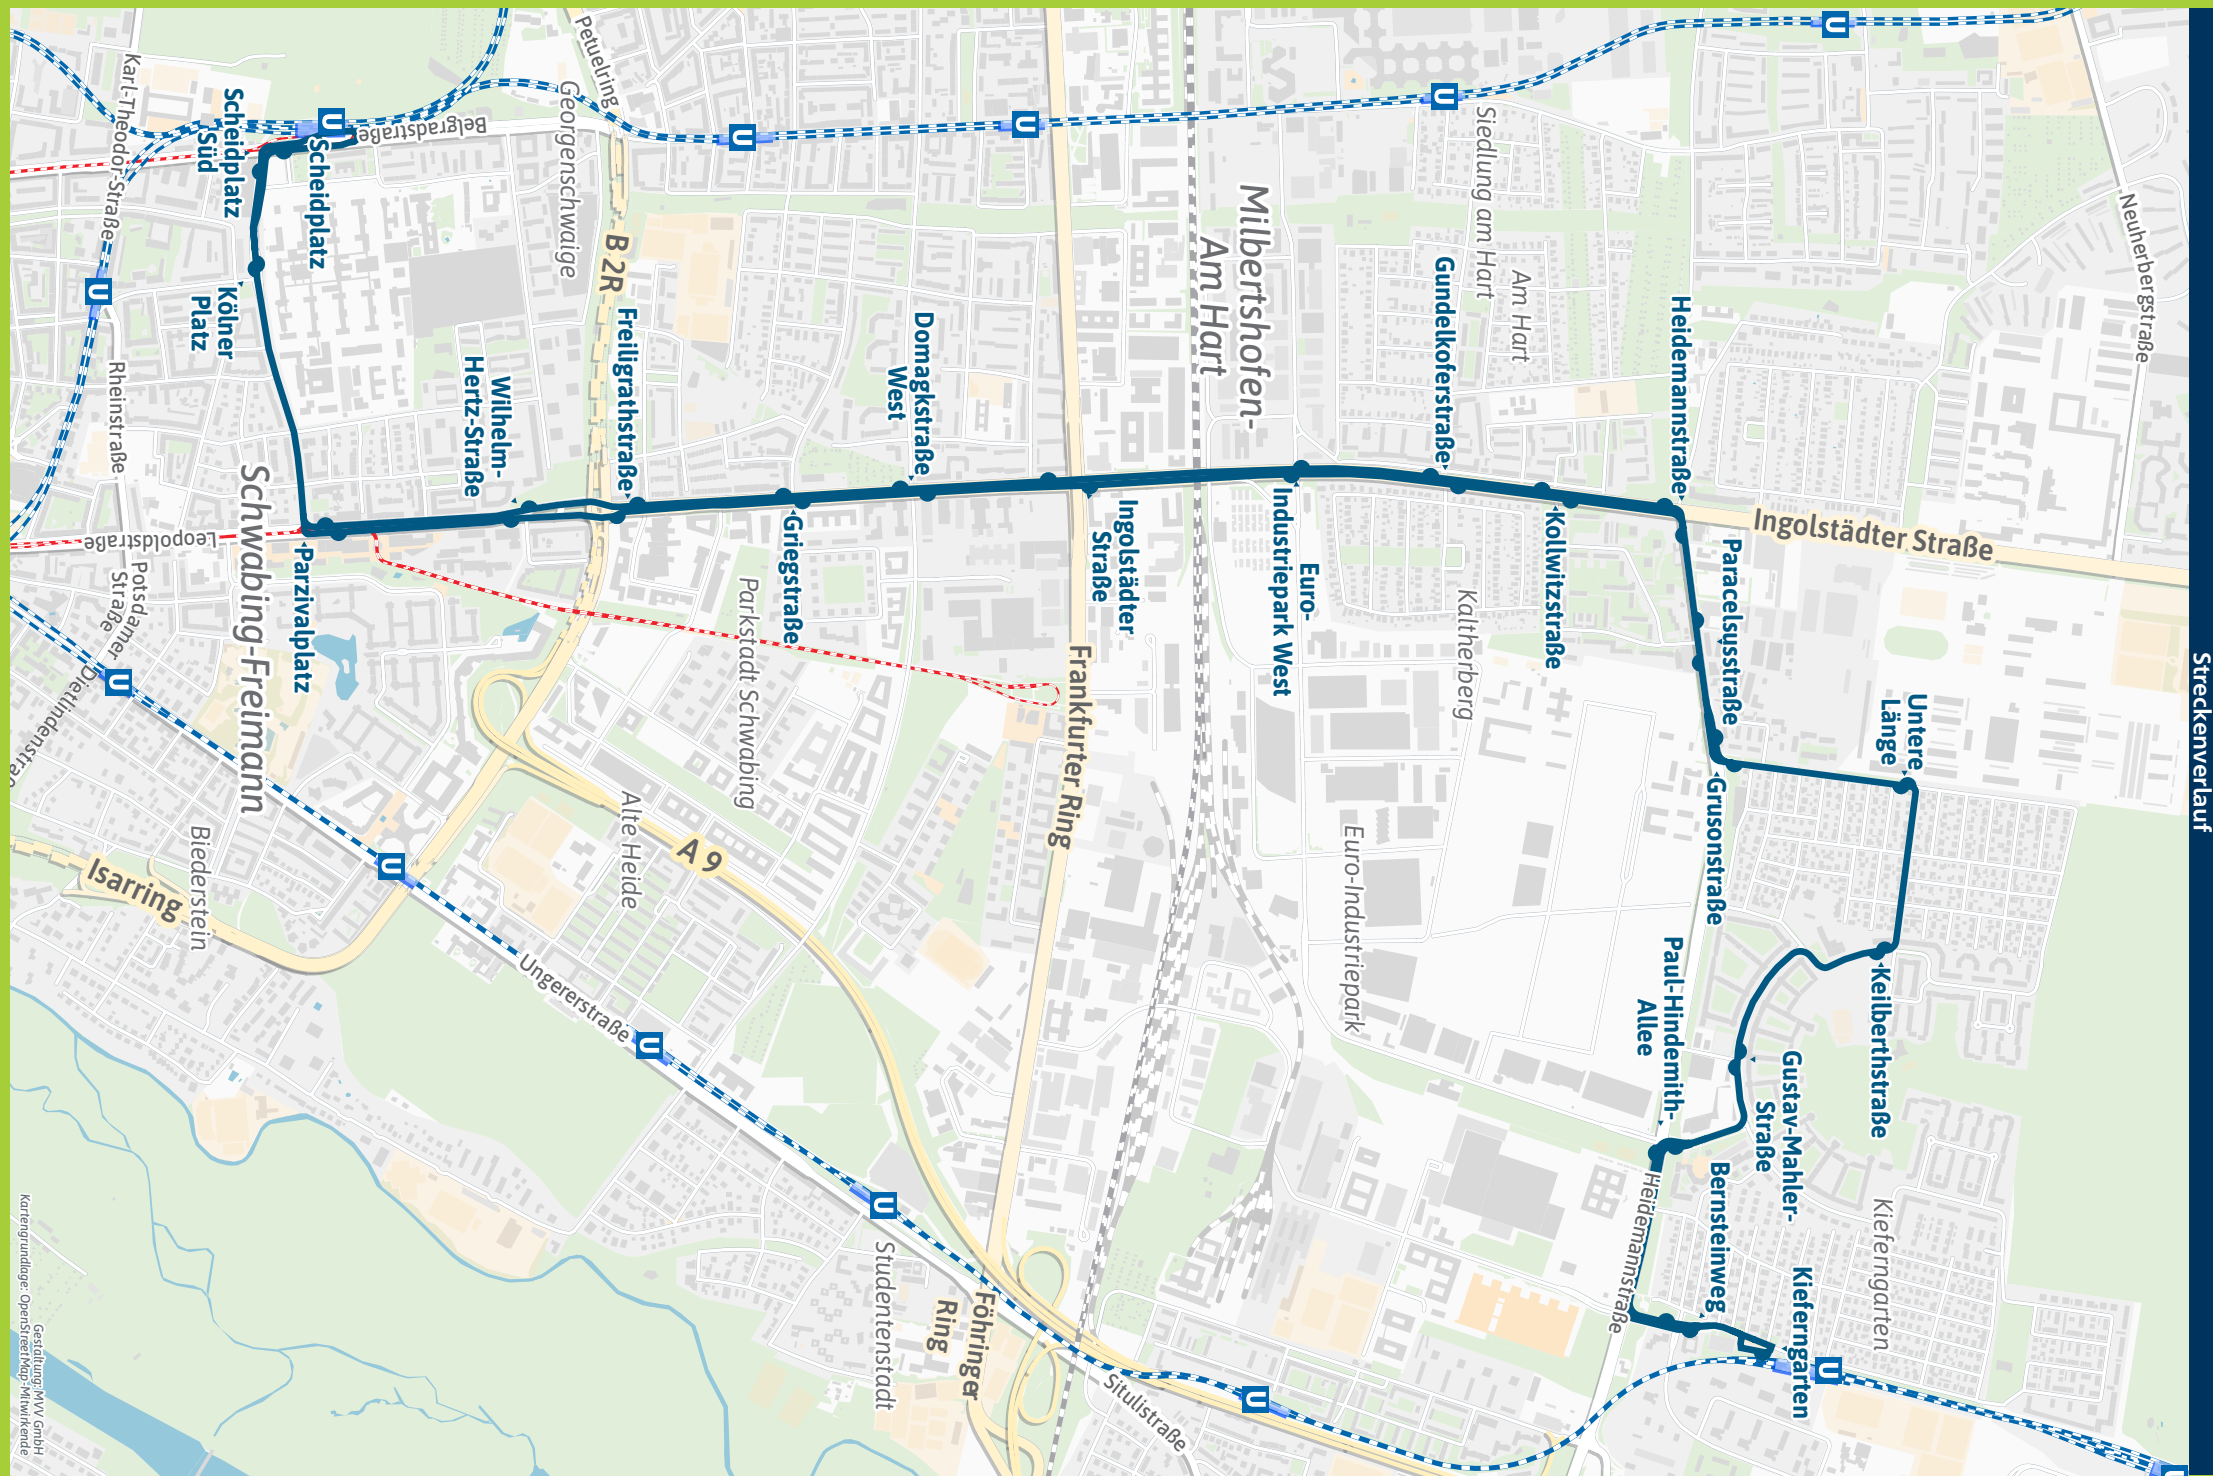 Streckenverlauf
Neuherbergstraße
Ingolstädter Straße
Untere
Länge
Keilberthstraße
Kieferngarten
Gustav-Mahler-
Straße
Kieferngarten
Bernsteinweg
Paul-Hindemith-
Allee
Heidemannstraße
Grusonstraße
Paracelsusstraße
Heidemannstraße
Kollwitzstraße
Gundelkoferstraße
Am Hart
Siedlung am Hart
Kaltherberg
Euro-Industriepark
Euro-
Industriepark West
Milbertshofen-
Am Hart
Ingolstädter
Straße
Frankfurter Ring
Situlistraße
Föhringer
Ring
Studentenstadt
Domagkstraße
West
Griegstraße
Parkstadt Schwabing
A 9
Alte Heide
Ungererstraße
Freiligrathstraße
B 2R
Petuelring
Georgenschwaige
Wilhelm-
Hertz-Straße
Belgradstraße
Scheidplatz
Scheidplatz
Süd
Kölner
Platz
Parzivalplatz
Schwabing-Freimann
Leopoldstraße
Karl-Theodor-Straße
Rheinstraße
Potsdamer
Straße
Dietlindenstraße
Biederstein
Isarring
U
U
U
U
U
U
U
U
U
U
U
U
Gestaltung: MVV GmbH
Kartengrundlage: OpenStreetMap-Mitwirkende